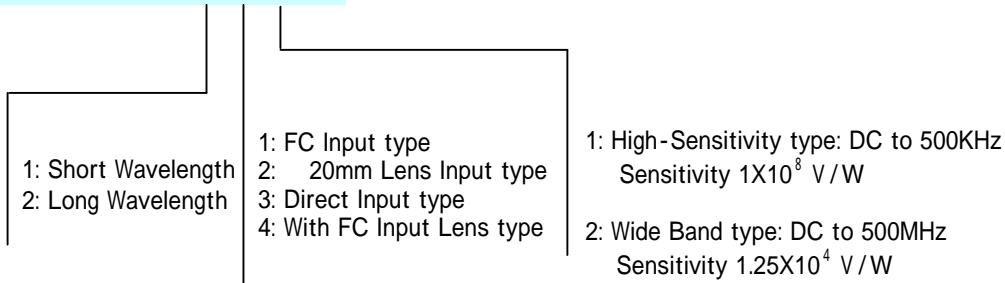 1: Short Wavelength
2: Long Wavelength
1: FC Input type
2: 20mm Lens Input type
3: Direct Input type
4: With FC Input Lens type
1: High-Sensitivity type: DC to 500KHz
Sensitivity 1X10⁸ V/W
2: Wide Band type: DC to 500MHz
Sensitivity 1.25X10⁴ V/W